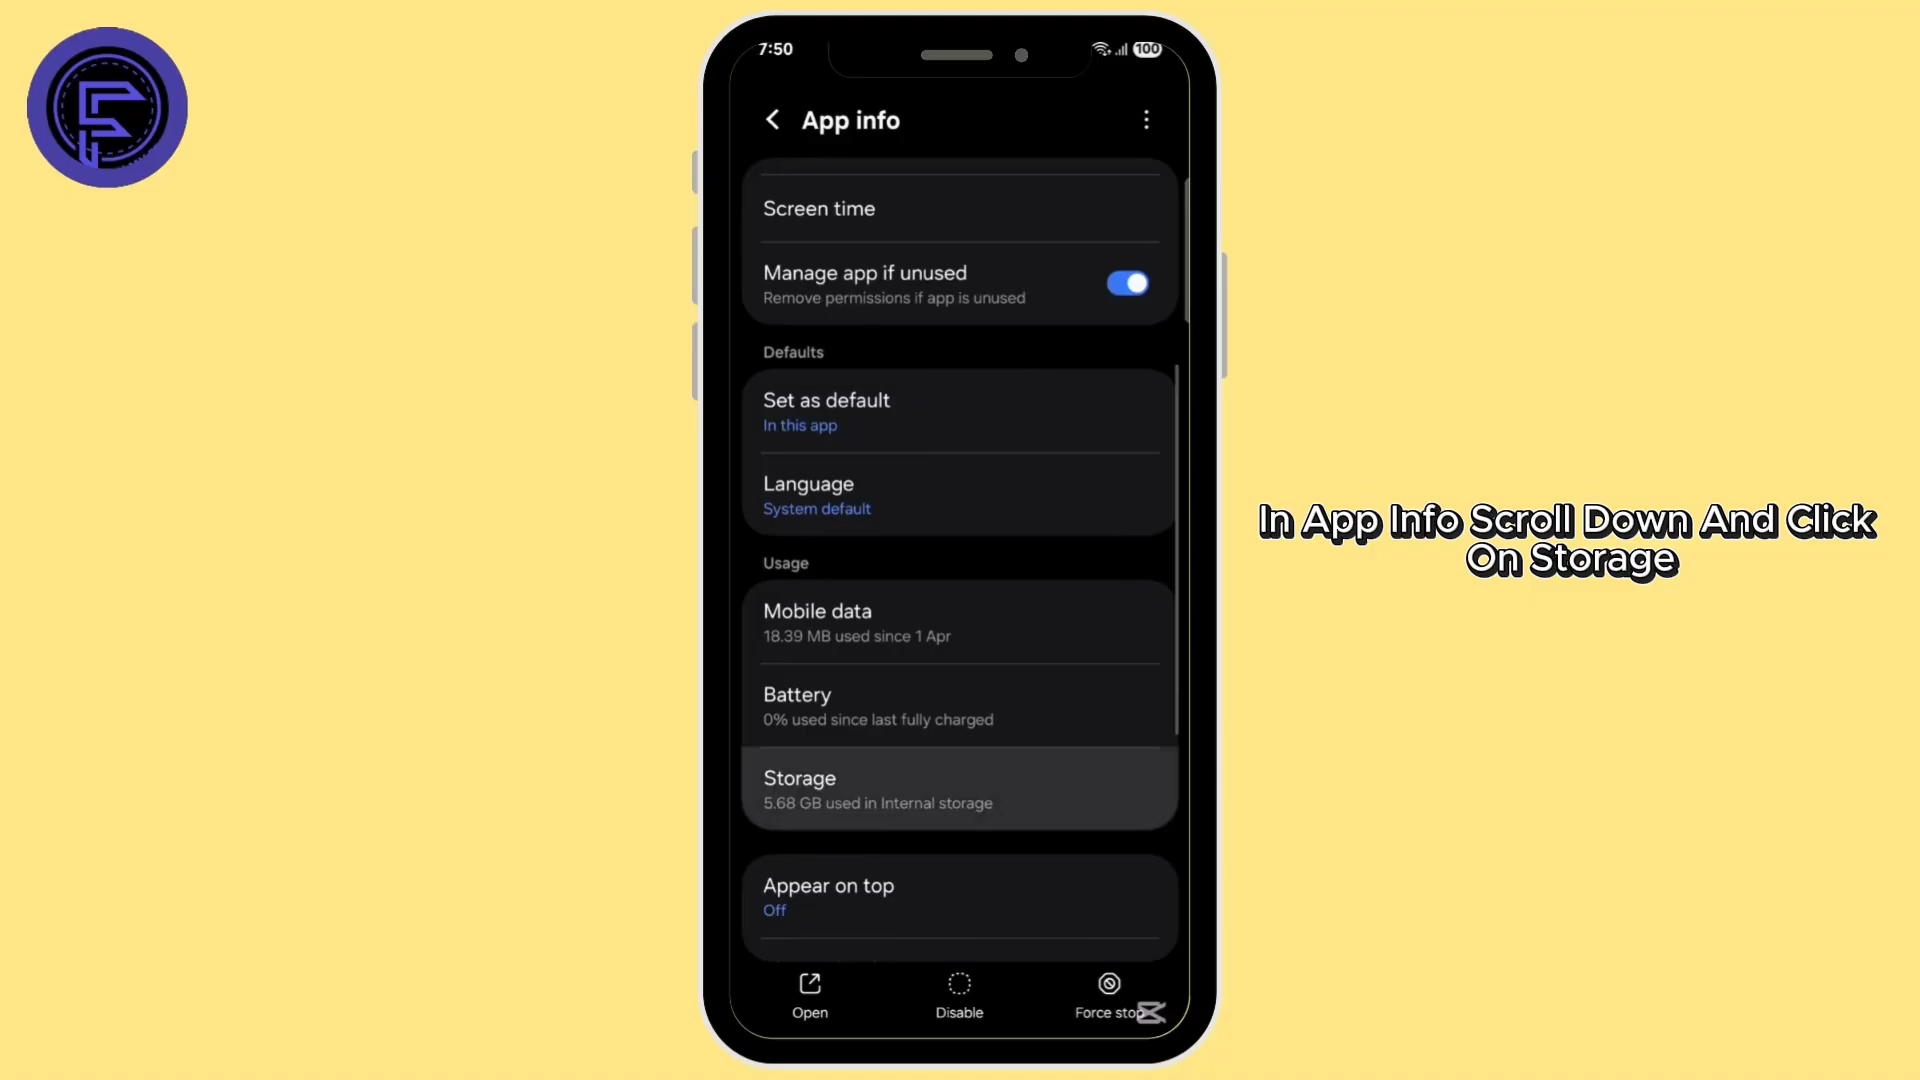 7:50
100
App info
Screen time
Manage app if unused
Remove permissions if app is unused
Defaults
Set as default
In this app
Language
System default
Usage
Mobile data
18.39 MB used since 1 Apr
Battery
0% used since last fully charged
Storage
5.68 GB used in Internal storage
Appear on top
Off
Open
Disable
Force stop
In App Info Scroll Down And Click
On Storage